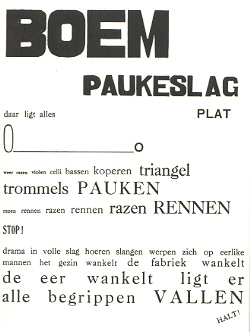 BOEM
PAUKESLAG
daar ligt alles PLAT
O o
weer razen violen celli bassen koperen triangel
trommels PAUKEN
razen rennen razen rennen RENNEN
STOP!
drama in volle slag hoeren slangen werpen zich op eerlijke
mannen het gezin wankelt de fabriek wankelt
de eer wankelt ligt er
alle begrippen VALLEN
HALT!